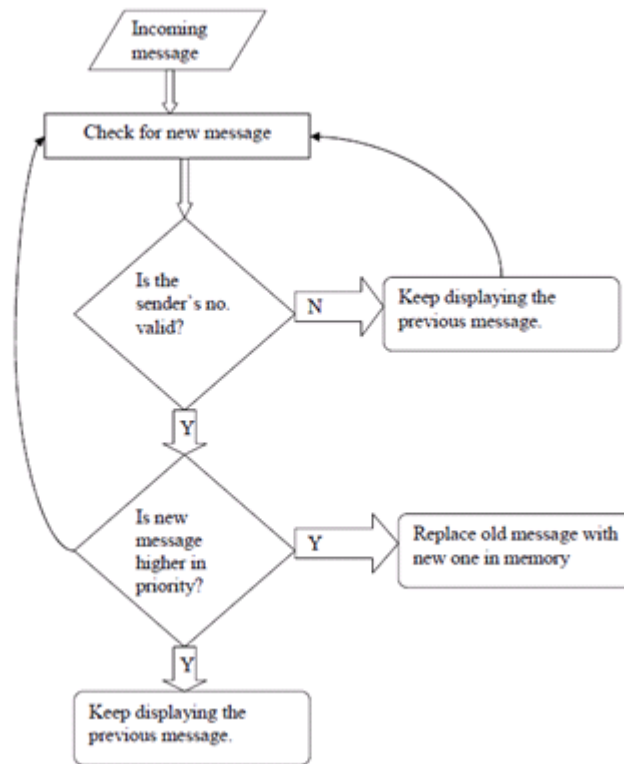 Incoming
message
Check for new message
Is the
sender`s no.
valid?
N
Keep displaying the
previous message.
Y
Is new
message
higher in
priority?
Y
Replace old message with
new one in memory
Y
Keep displaying the
previous message.